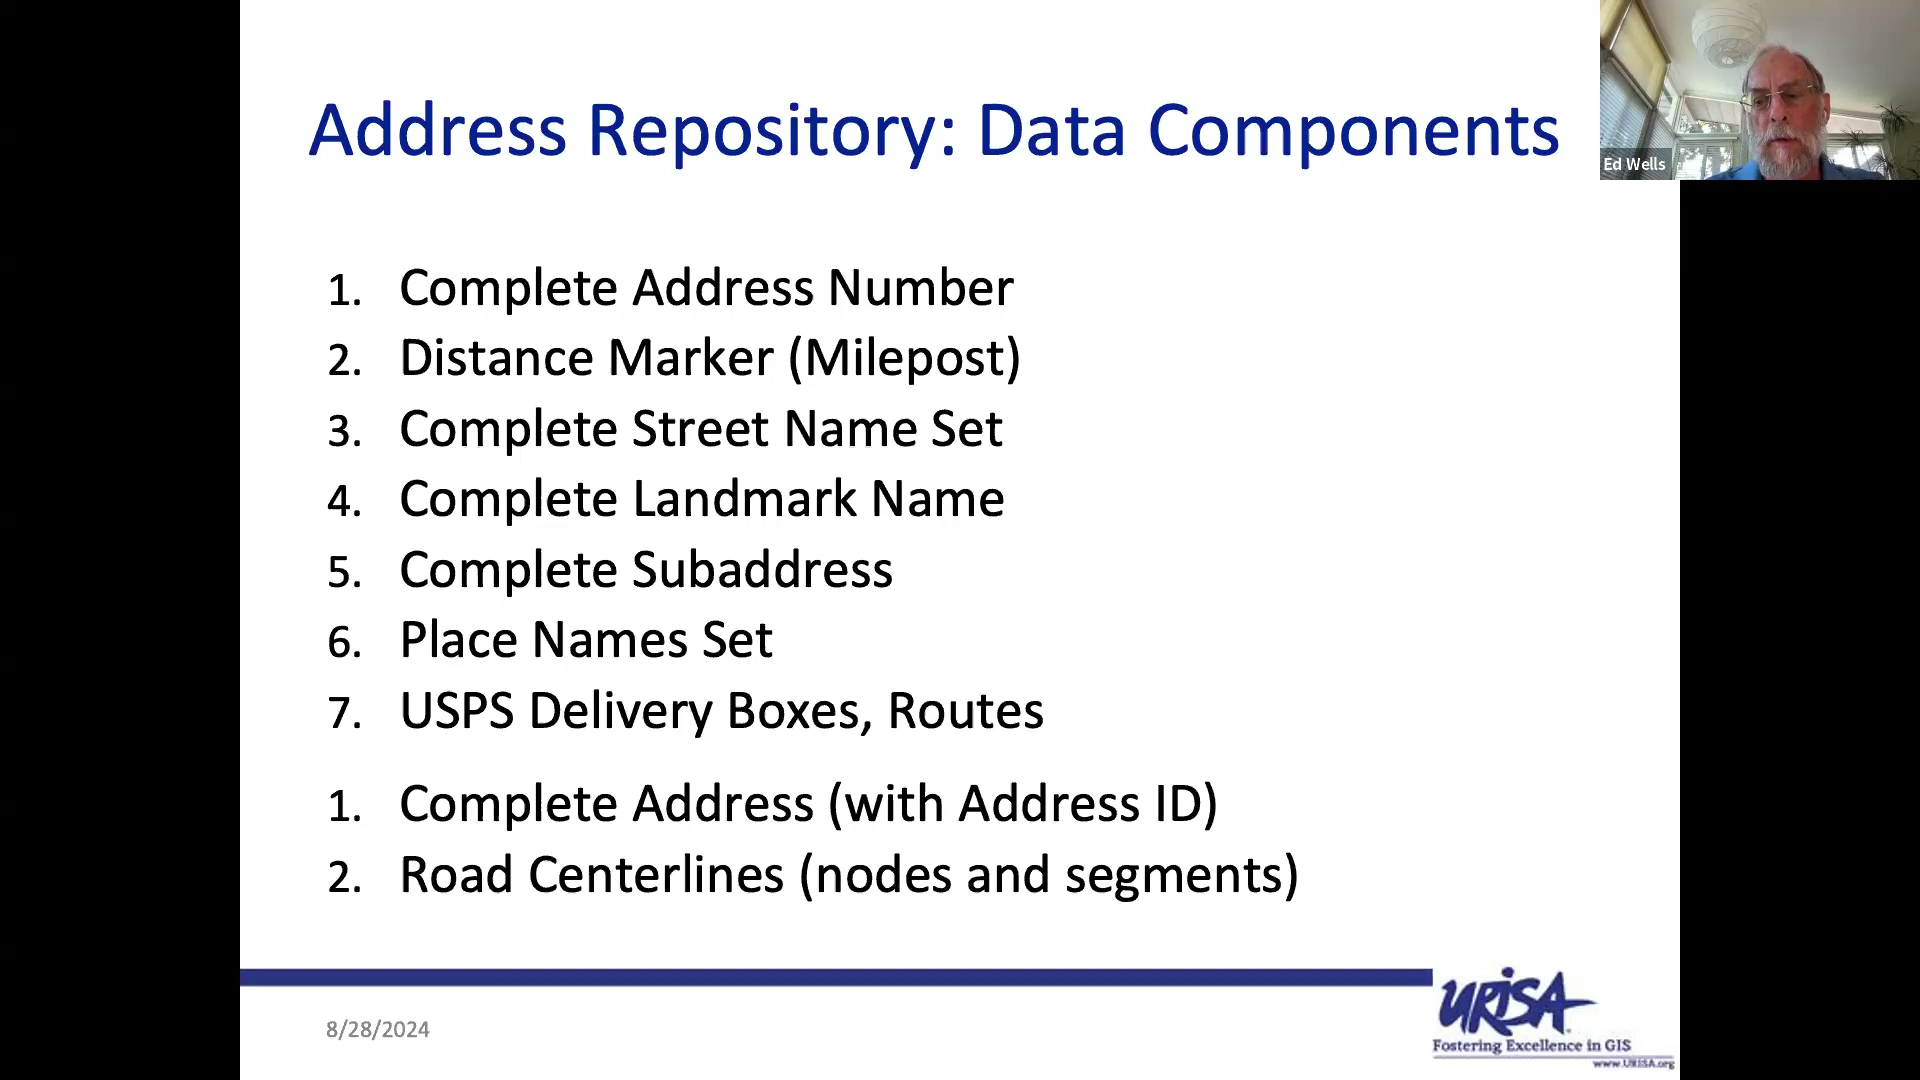 Address Repository: Data Components
Ed Wells
1. Complete Address Number
2. Distance Marker (Milepost)
3. Complete Street Name Set
4. Complete Landmark Name
5. Complete Subaddress
6. Place Names Set
7. USPS Delivery Boxes, Routes
1. Complete Address (with Address ID)
2. Road Centerlines (nodes and segments)
8/28/2024
URISA
Fostering Excellence in GIS
www.URISA.org